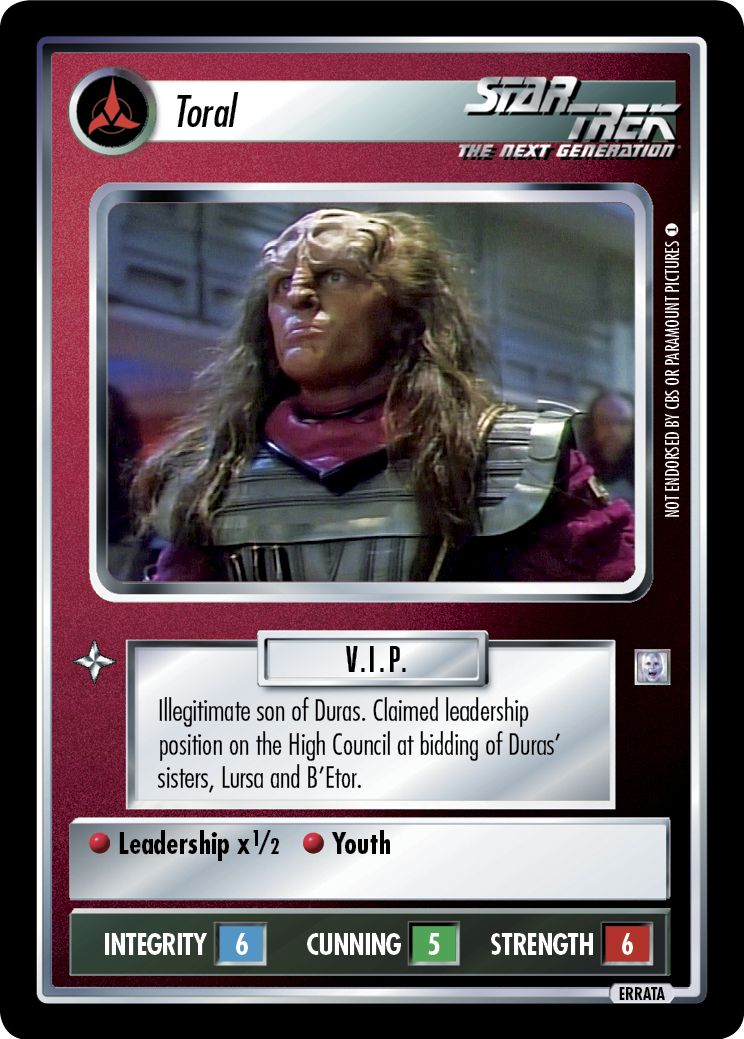 Toral
STAR TREK
THE NEXT GENERATION
NOT ENDORSED BY CBS OR PARAMOUNT PICTURES 1
V.I.P.
Illegitimate son of Duras. Claimed leadership
position on the High Council at bidding of Duras’
sisters, Lursa and B’Etor.
Leadership x 1/2 Youth
INTEGRITY 6 CUNNING 5 STRENGTH 6
ERRATA